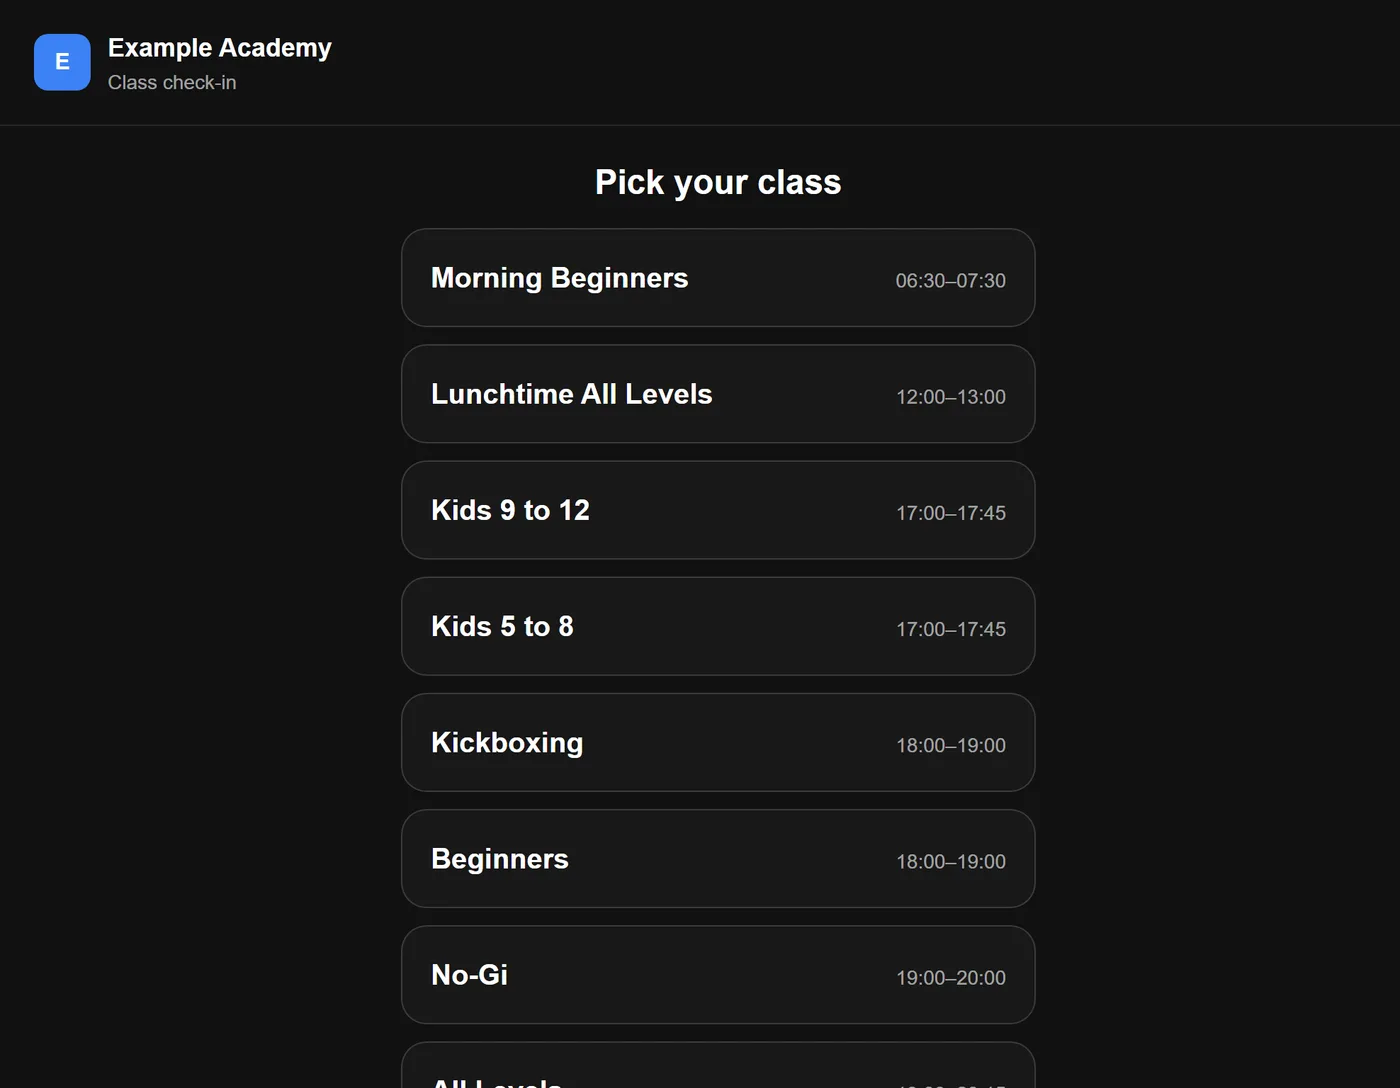 E
Example Academy
Class check-in
Pick your class
Morning Beginners 06:30–07:30
Lunchtime All Levels 12:00–13:00
Kids 9 to 12 17:00–17:45
Kids 5 to 8 17:00–17:45
Kickboxing 18:00–19:00
Beginners 18:00–19:00
No-Gi 19:00–20:00
All Levels